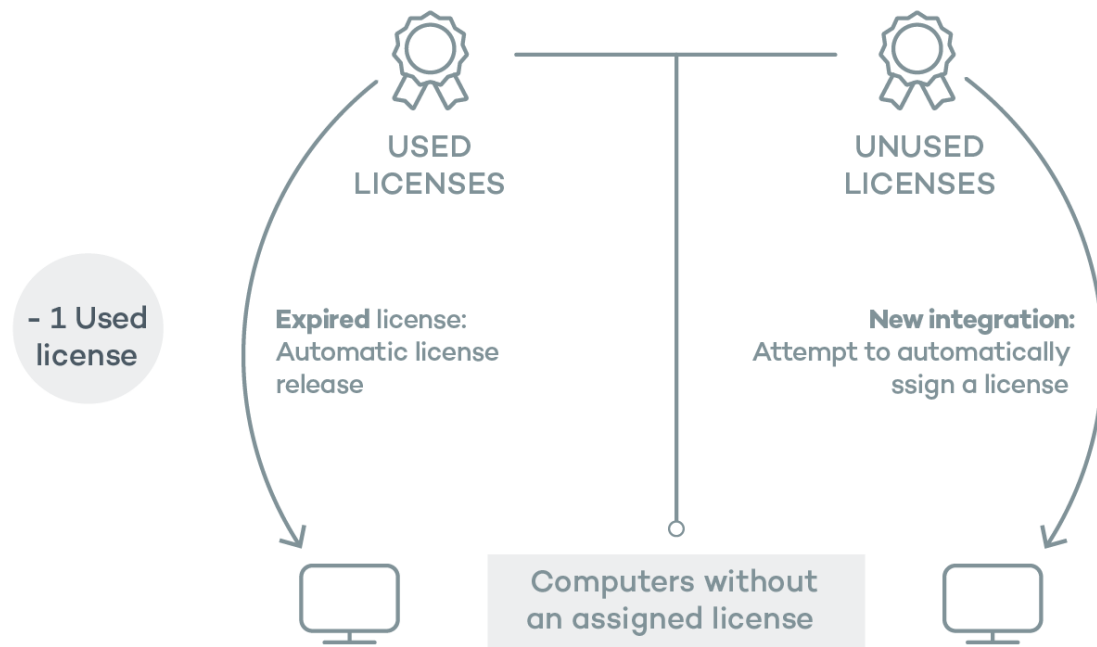 USED
LICENSES
UNUSED
LICENSES
- 1 Used
license
Expired license:
Automatic license
release
New integration:
Attempt to automatically
ssign a license
Computers without
an assigned license